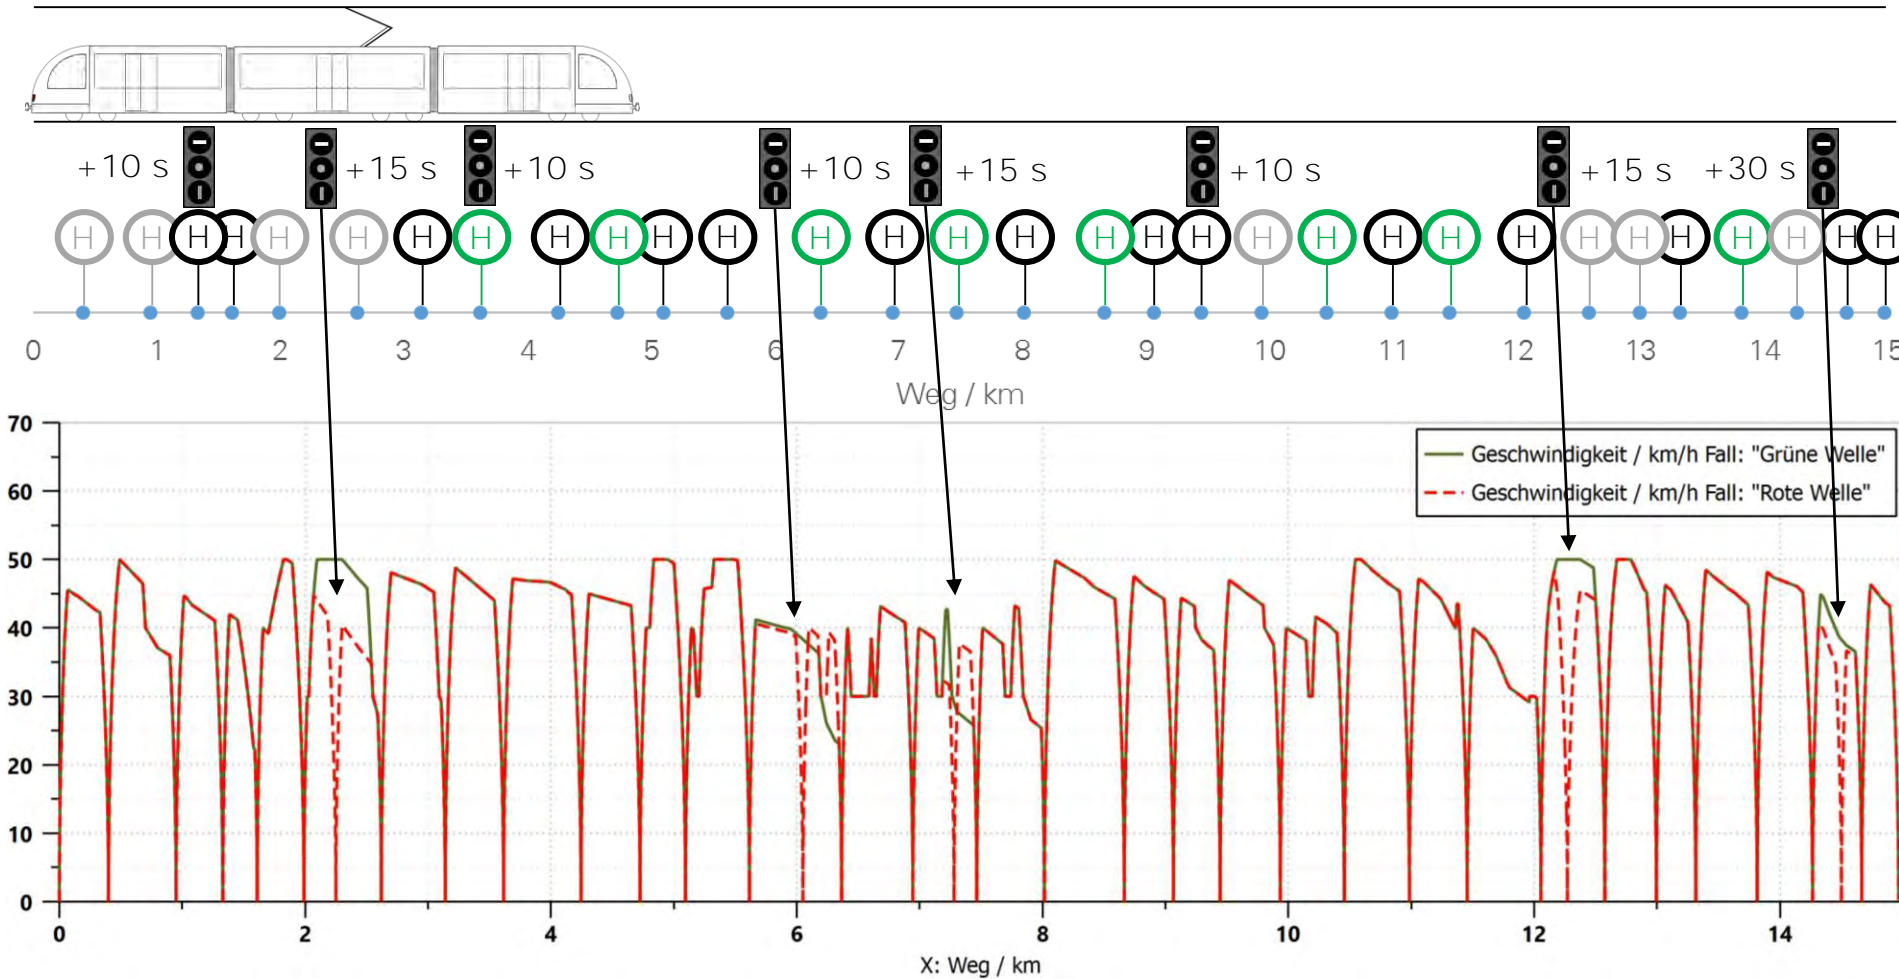 +10 s +15 s +10 s +10 s +15 s +10 s +15 s +30 s
H H H H H H H H H H H H H H H H H H H H H H H H H H H H H
0 1 2 3 4 5 6 7 8 9 10 11 12 13 14 15
Weg / km
70
60
50
40
30
20
10
0
Geschwindigkeit / km/h Fall: "Grüne Welle"
Geschwindigkeit / km/h Fall: "Rote Welle"
0 2 4 6 8 10 12 14
X: Weg / km